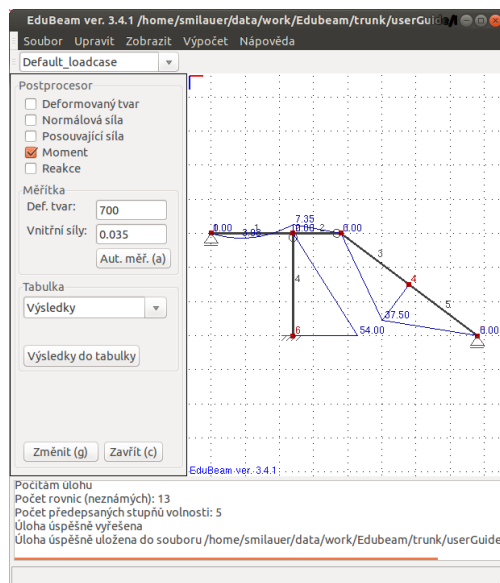 EduBeam ver. 3.4.1 /home/smilauer/data/work/Edubeam/trunk/userGui
Soubor Upravit Zobrazit Výpočet Nápověda
Default_loadcase
Postprocesor
Deformovaný tvar
Normálová síla
Posouvající síla
Moment
Reakce
Měřítka
Def. tvar: 700
Vnitřní síly: 0.035
Aut. měř. (a)
Tabulka
Výsledky
Výsledky do tabulky
Změnit (g) Zavřít (c)
7.35
0.00 1 0.00 2 0.00
3.98
3
4
4
5
37.50
6 54.00 0.00
EduBeam ver. 3.4.1
Počítám úlohu
Počet rovnic (neznámých): 13
Počet předepsaných stupňů volnosti: 5
Úloha úspěšně vyřešena
Úloha úspěšně uložena do souboru /home/smilauer/data/work/Edubeam/trunk/userGuide